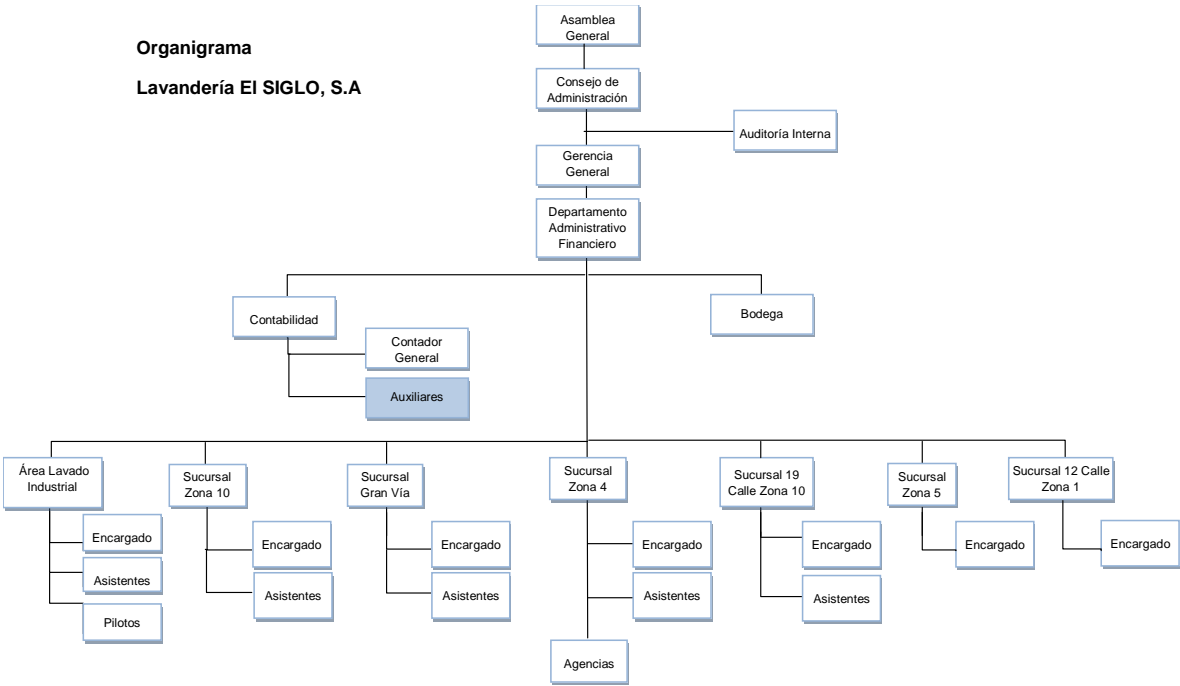 Asamblea
General
Organigrama
Lavandería El SIGLO, S.A
Consejo de
Administración
Auditoría Interna
Gerencia
General
Departamento
Administrativo
Financiero
Contabilidad
Bodega
Contador
General
Auxiliares
Área Lavado
Industrial
Sucursal
Zona 10
Sucursal
Gran Vía
Sucursal
Zona 4
Sucursal 19
Calle Zona 10
Sucursal
Zona 5
Sucursal 12 Calle
Zona 1
Encargado
Asistentes
Pilotos
Encargado
Asistentes
Encargado
Asistentes
Encargado
Asistentes
Agencias
Encargado
Asistentes
Encargado
Encargado